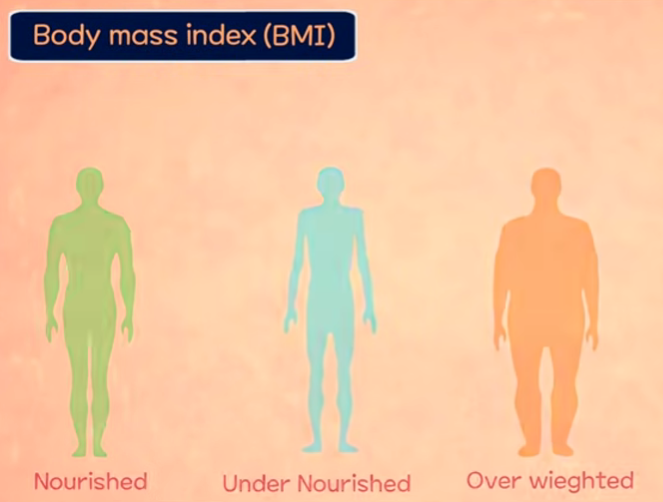 Body mass index (BMI)
Nourished
Under Nourished
Over wieghted